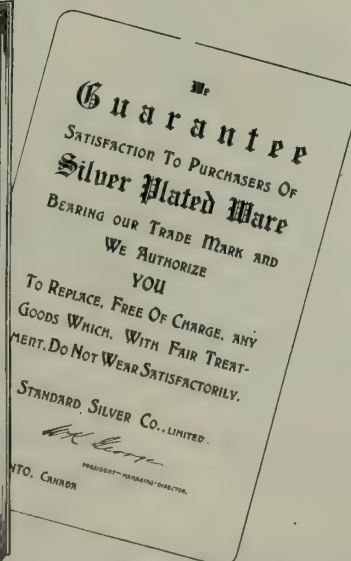 We
Guarantee
SATISFACTION TO PURCHASERS OF
Silver Plated Ware
BEARING OUR TRADE MARK AND
WE AUTHORIZE
YOU
TO REPLACE, FREE OF CHARGE, ANY
GOODS WHICH, WITH FAIR TREAT-
MENT, DO NOT WEAR SATISFACTORILY.
STANDARD SILVER CO., LIMITED.
W.K. George
PRESIDENT-MANAGING-DIRECTOR.
NTO, CANADA